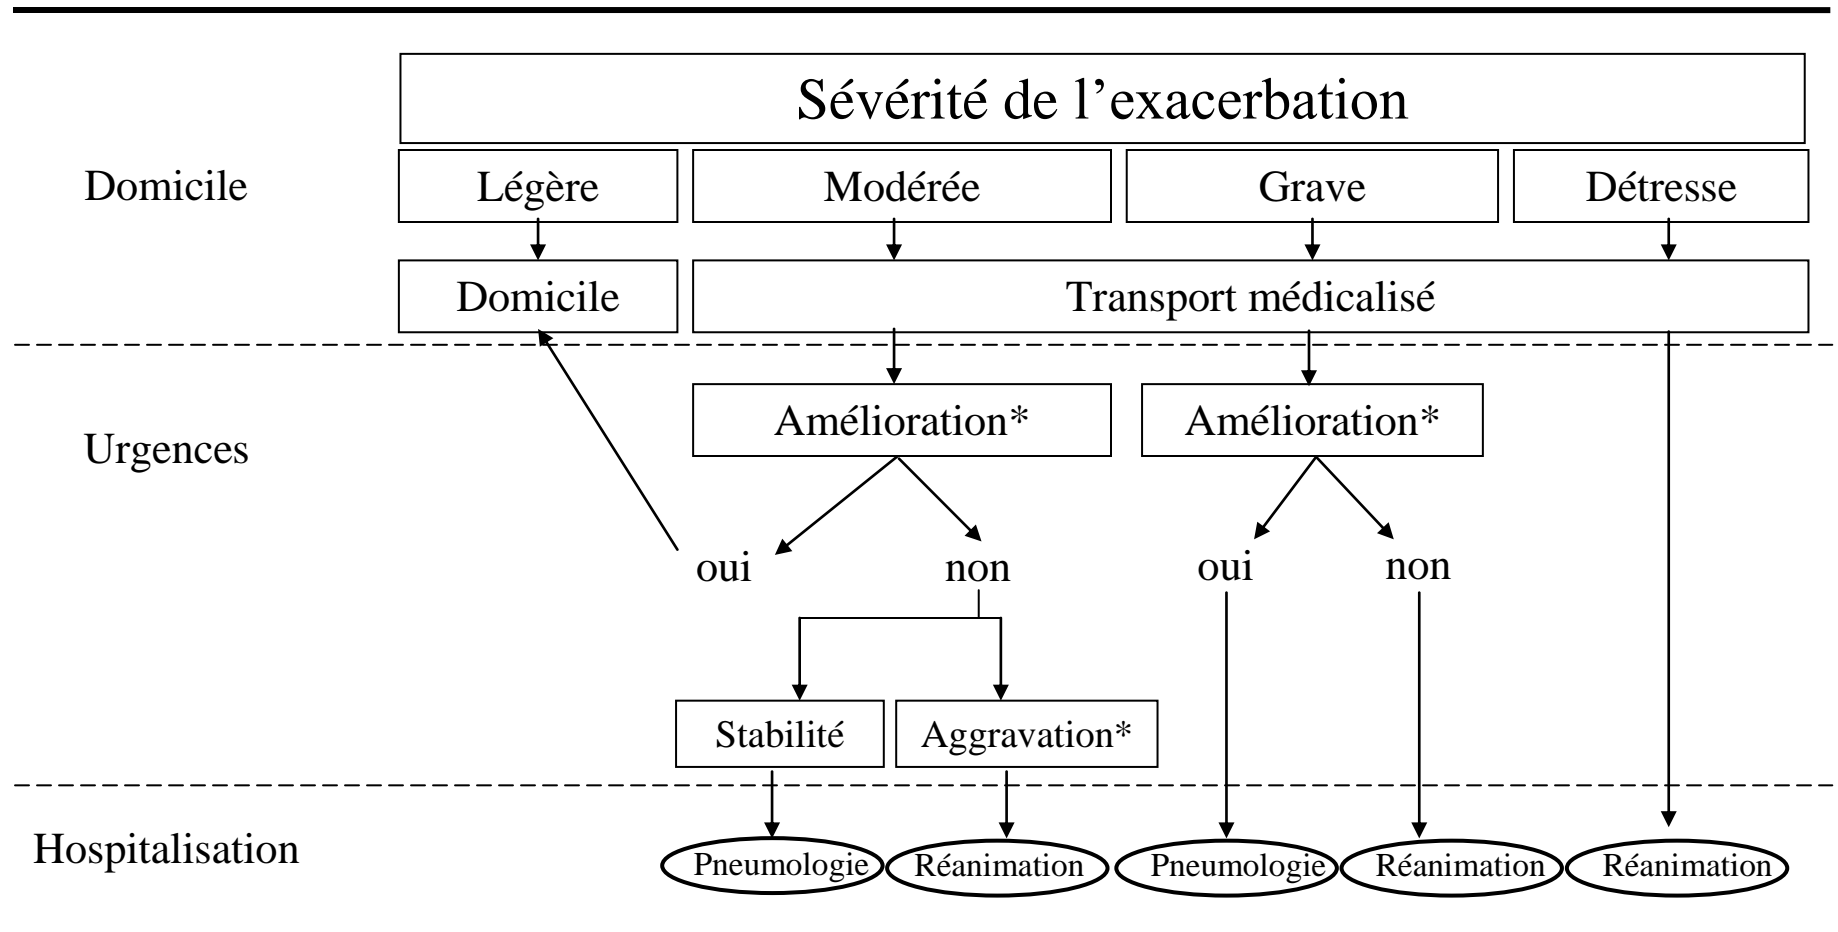 Sévérité de l’exacerbation
Domicile
Légère
Modérée
Grave
Détresse
Domicile
Transport médicalisé
Urgences
Amélioration*
Amélioration*
oui
non
oui
non
Stabilité
Aggravation*
Hospitalisation
Pneumologie
Réanimation
Pneumologie
Réanimation
Réanimation